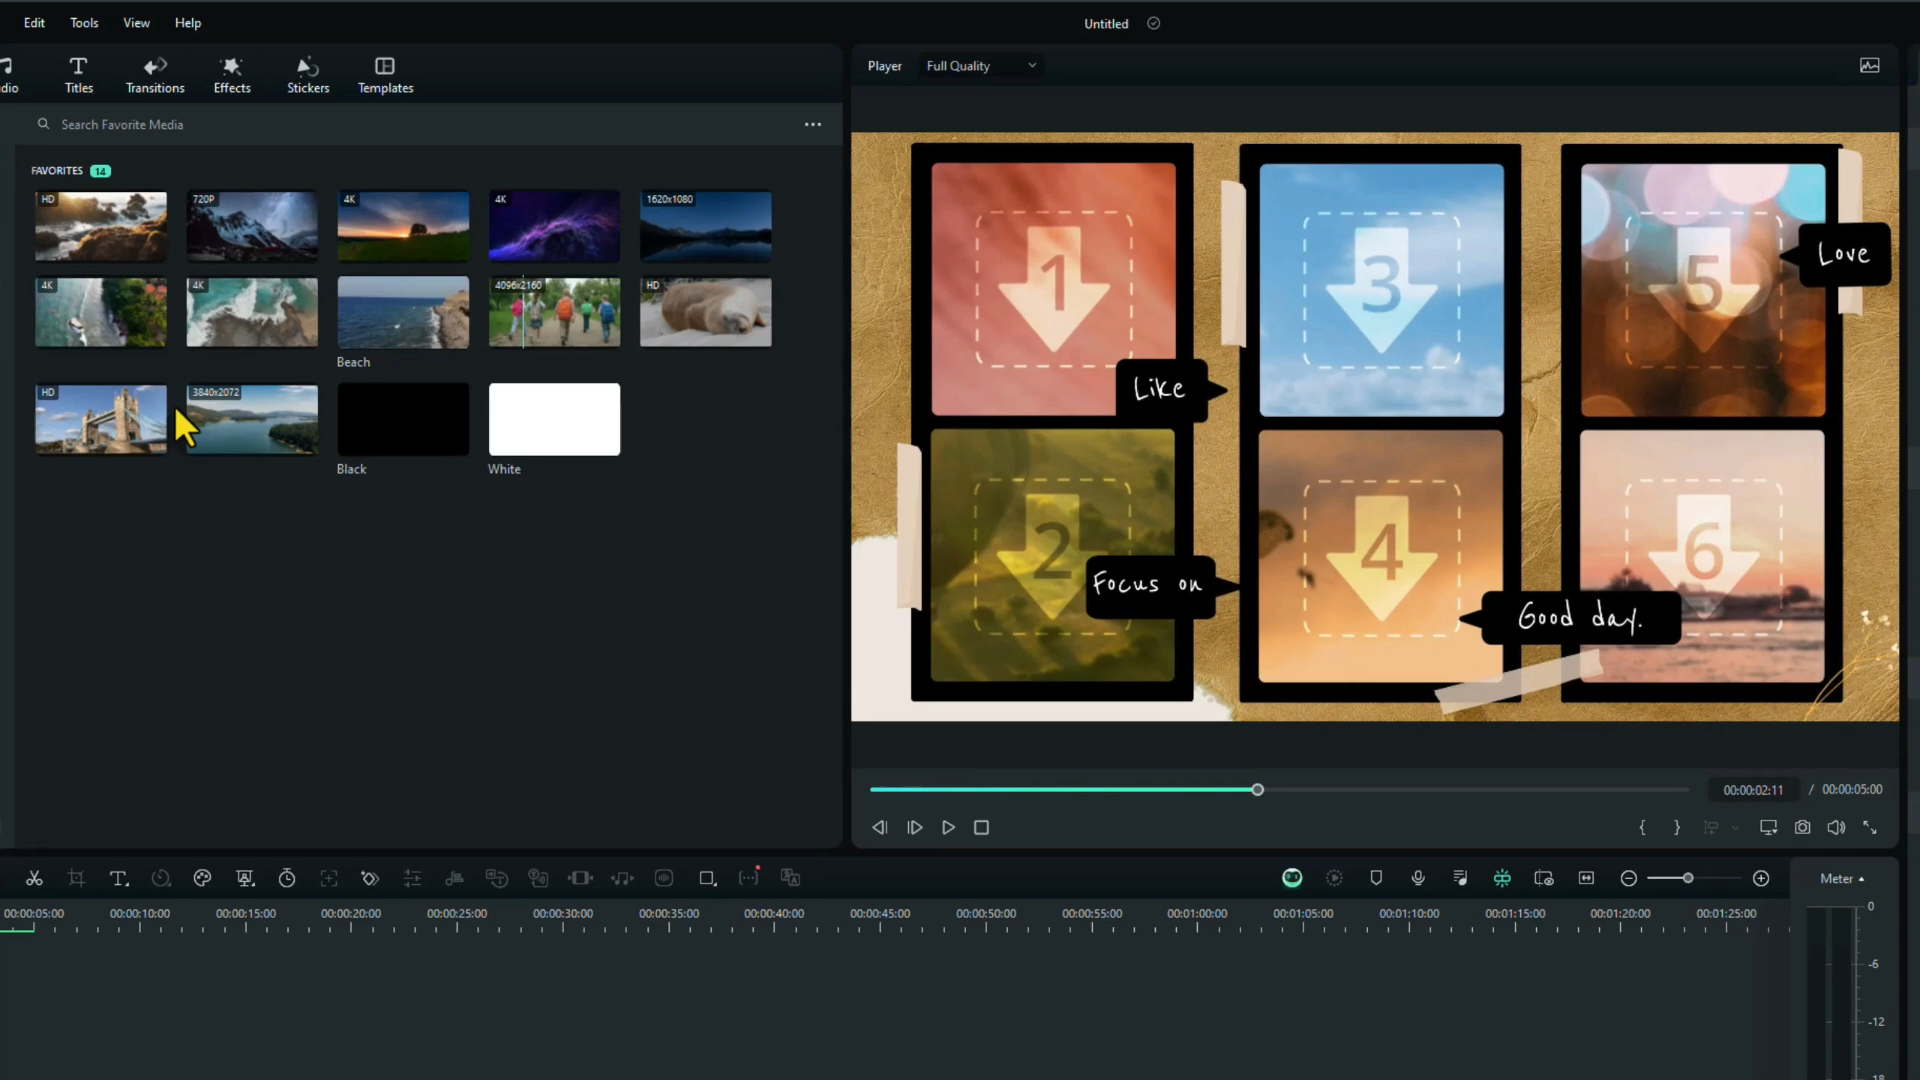 Edit Tools View Help
Untitled
dio Titles Transitions Effects Stickers Templates
Player Full Quality
Search Favorite Media
FAVORITES 14
HD 720P 4K 4K 1620x1080
4K 4K 4096x2160 HD
Beach
HD 3840x2072
Black White
1 3 5
Love
Like
2 4 6
Focus on
Good day.
00:00:02:11 / 00:00:05:00
Meter
00:00:05:00 00:00:10:00 00:00:15:00 00:00:20:00 00:00:25:00 00:00:30:00 00:00:35:00 00:00:40:00 00:00:45:00 00:00:50:00 00:00:55:00 00:01:00:00 00:01:05:00 00:01:10:00 00:01:15:00 00:01:20:00 00:01:25:00
0
-6
-12
-18